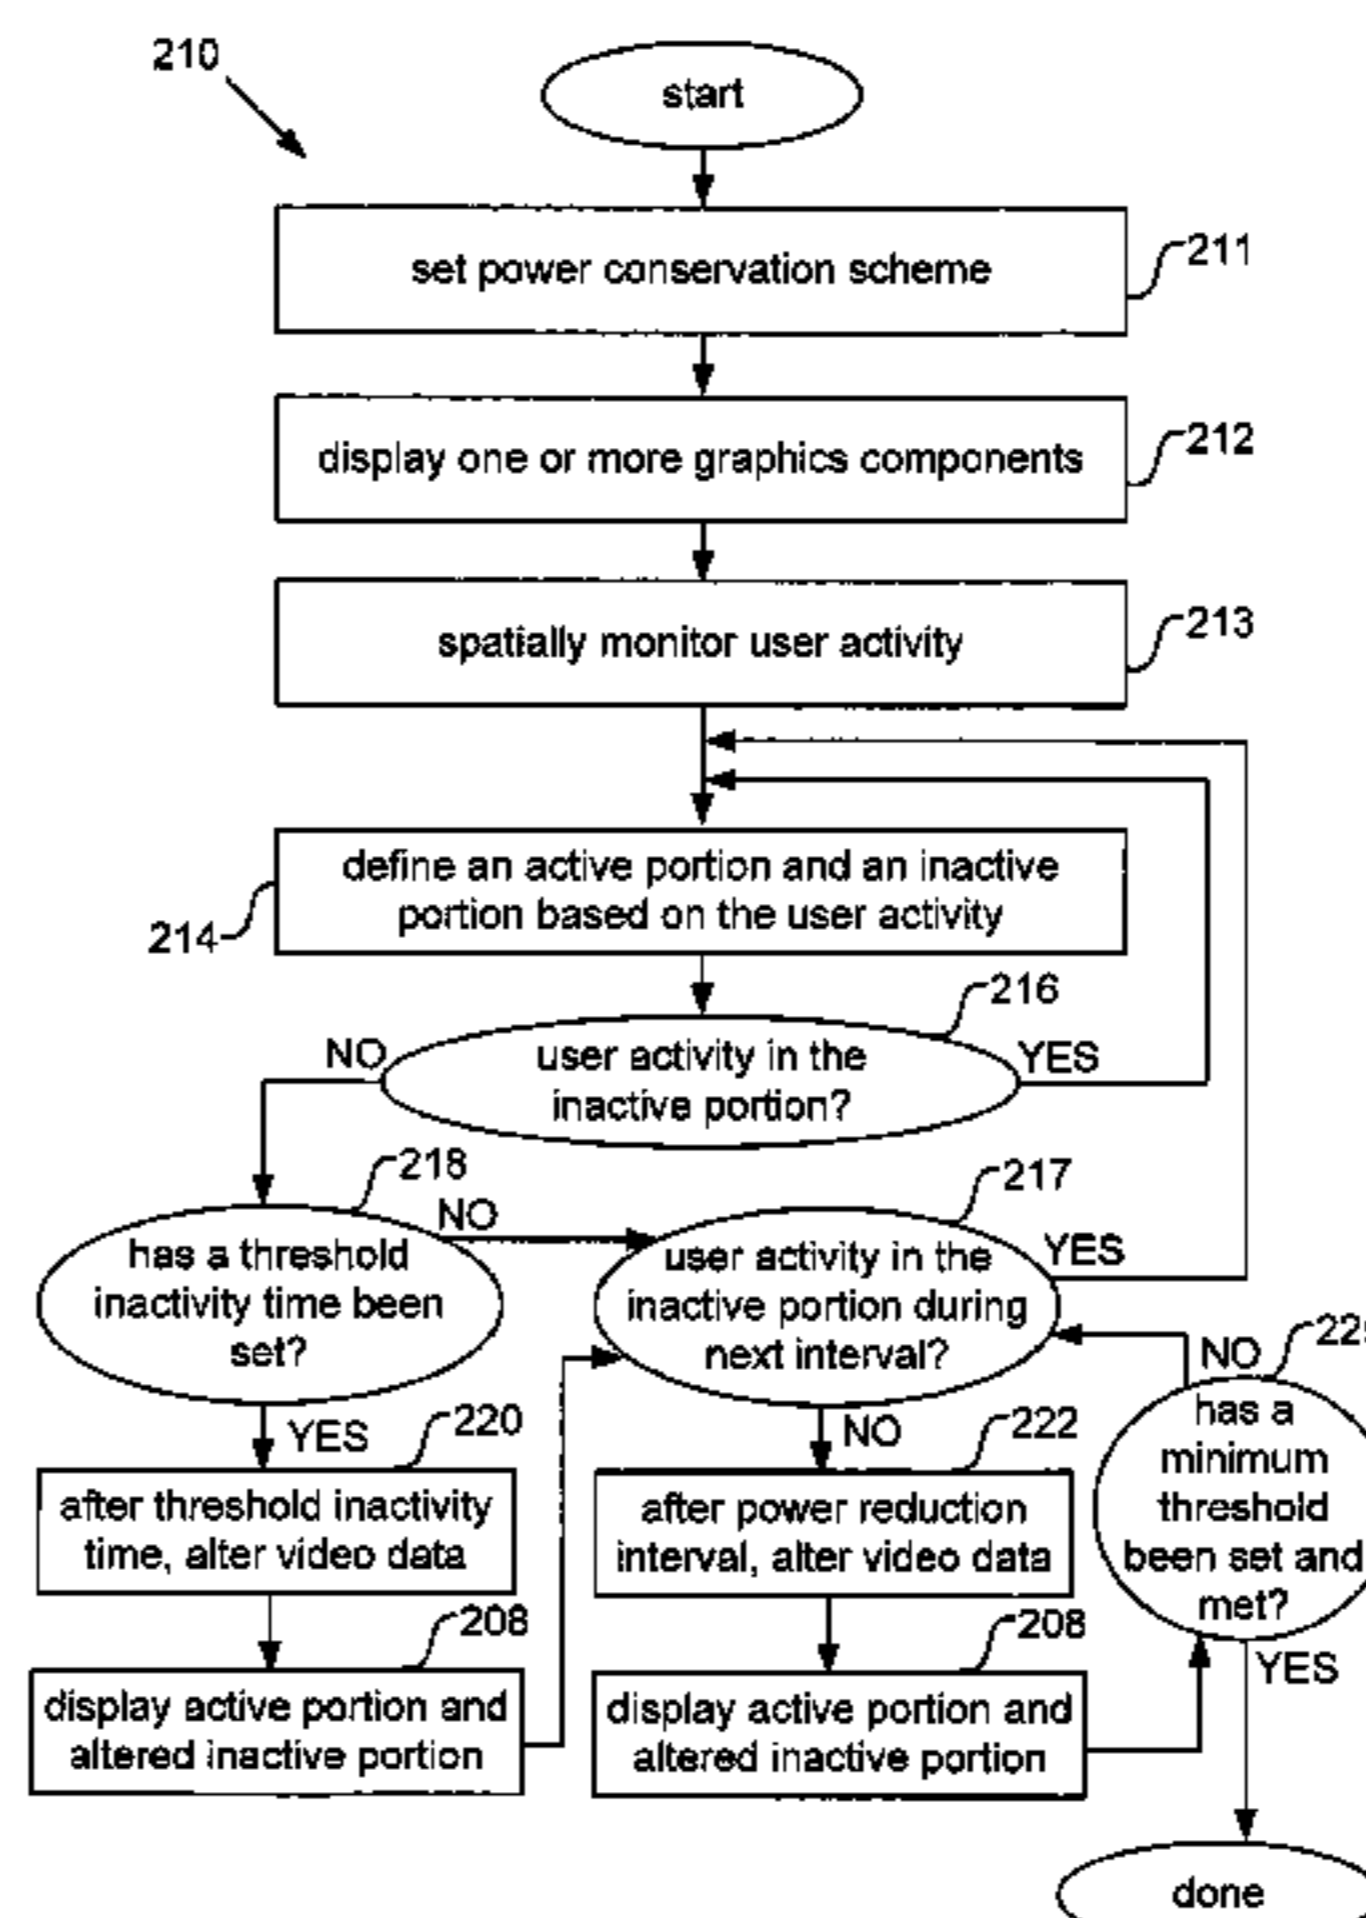 210
start
set power conservation scheme
211
display one or more graphics components
212
spatially monitor user activity
213
define an active portion and an inactive
portion based on the user activity
214
216
user activity in the
inactive portion?
NO
YES
218
has a threshold
inactivity time been
set?
NO
YES
217
user activity in the
inactive portion during
next interval?
YES
NO
220
after threshold inactivity
time, alter video data
222
after power reduction
interval, alter video data
208
display active portion and
altered inactive portion
208
display active portion and
altered inactive portion
NO
has a
minimum
threshold
been set and
met?
YES
done